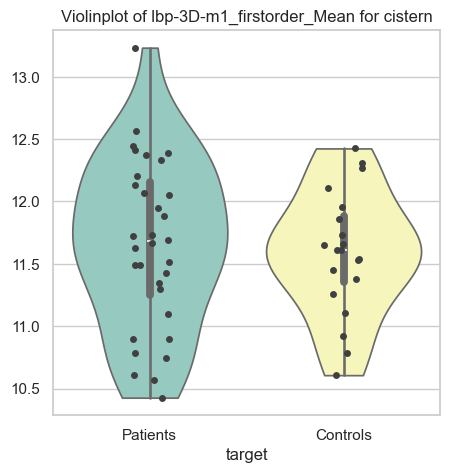 Violinplot of lbp-3D-m1_firstorder_Mean for cistern
13.0
12.5
12.0
11.5
11.0
10.5
Patients
Controls
target